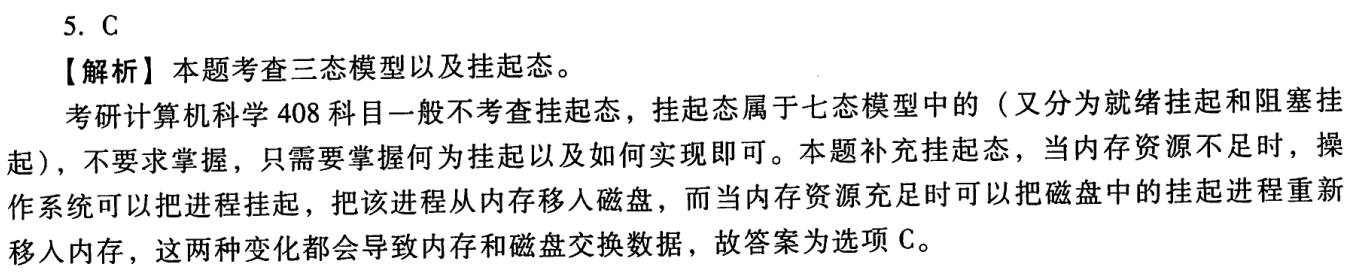 5. C
【解析】本题考查三态模型以及挂起态。
考研计算机科学 408 科目一般不考查挂起态，挂起态属于七态模型中的（又分为就绪挂起和阻塞挂
起），不要求掌握，只需要掌握何为挂起以及如何实现即可。本题补充挂起态，当内存资源不足时，操
作系统可以把进程挂起，把该进程从内存移入磁盘，而当内存资源充足时可以把磁盘中的挂起进程重新
移入内存，这两种变化都会导致内存和磁盘交换数据，故答案为选项 C。